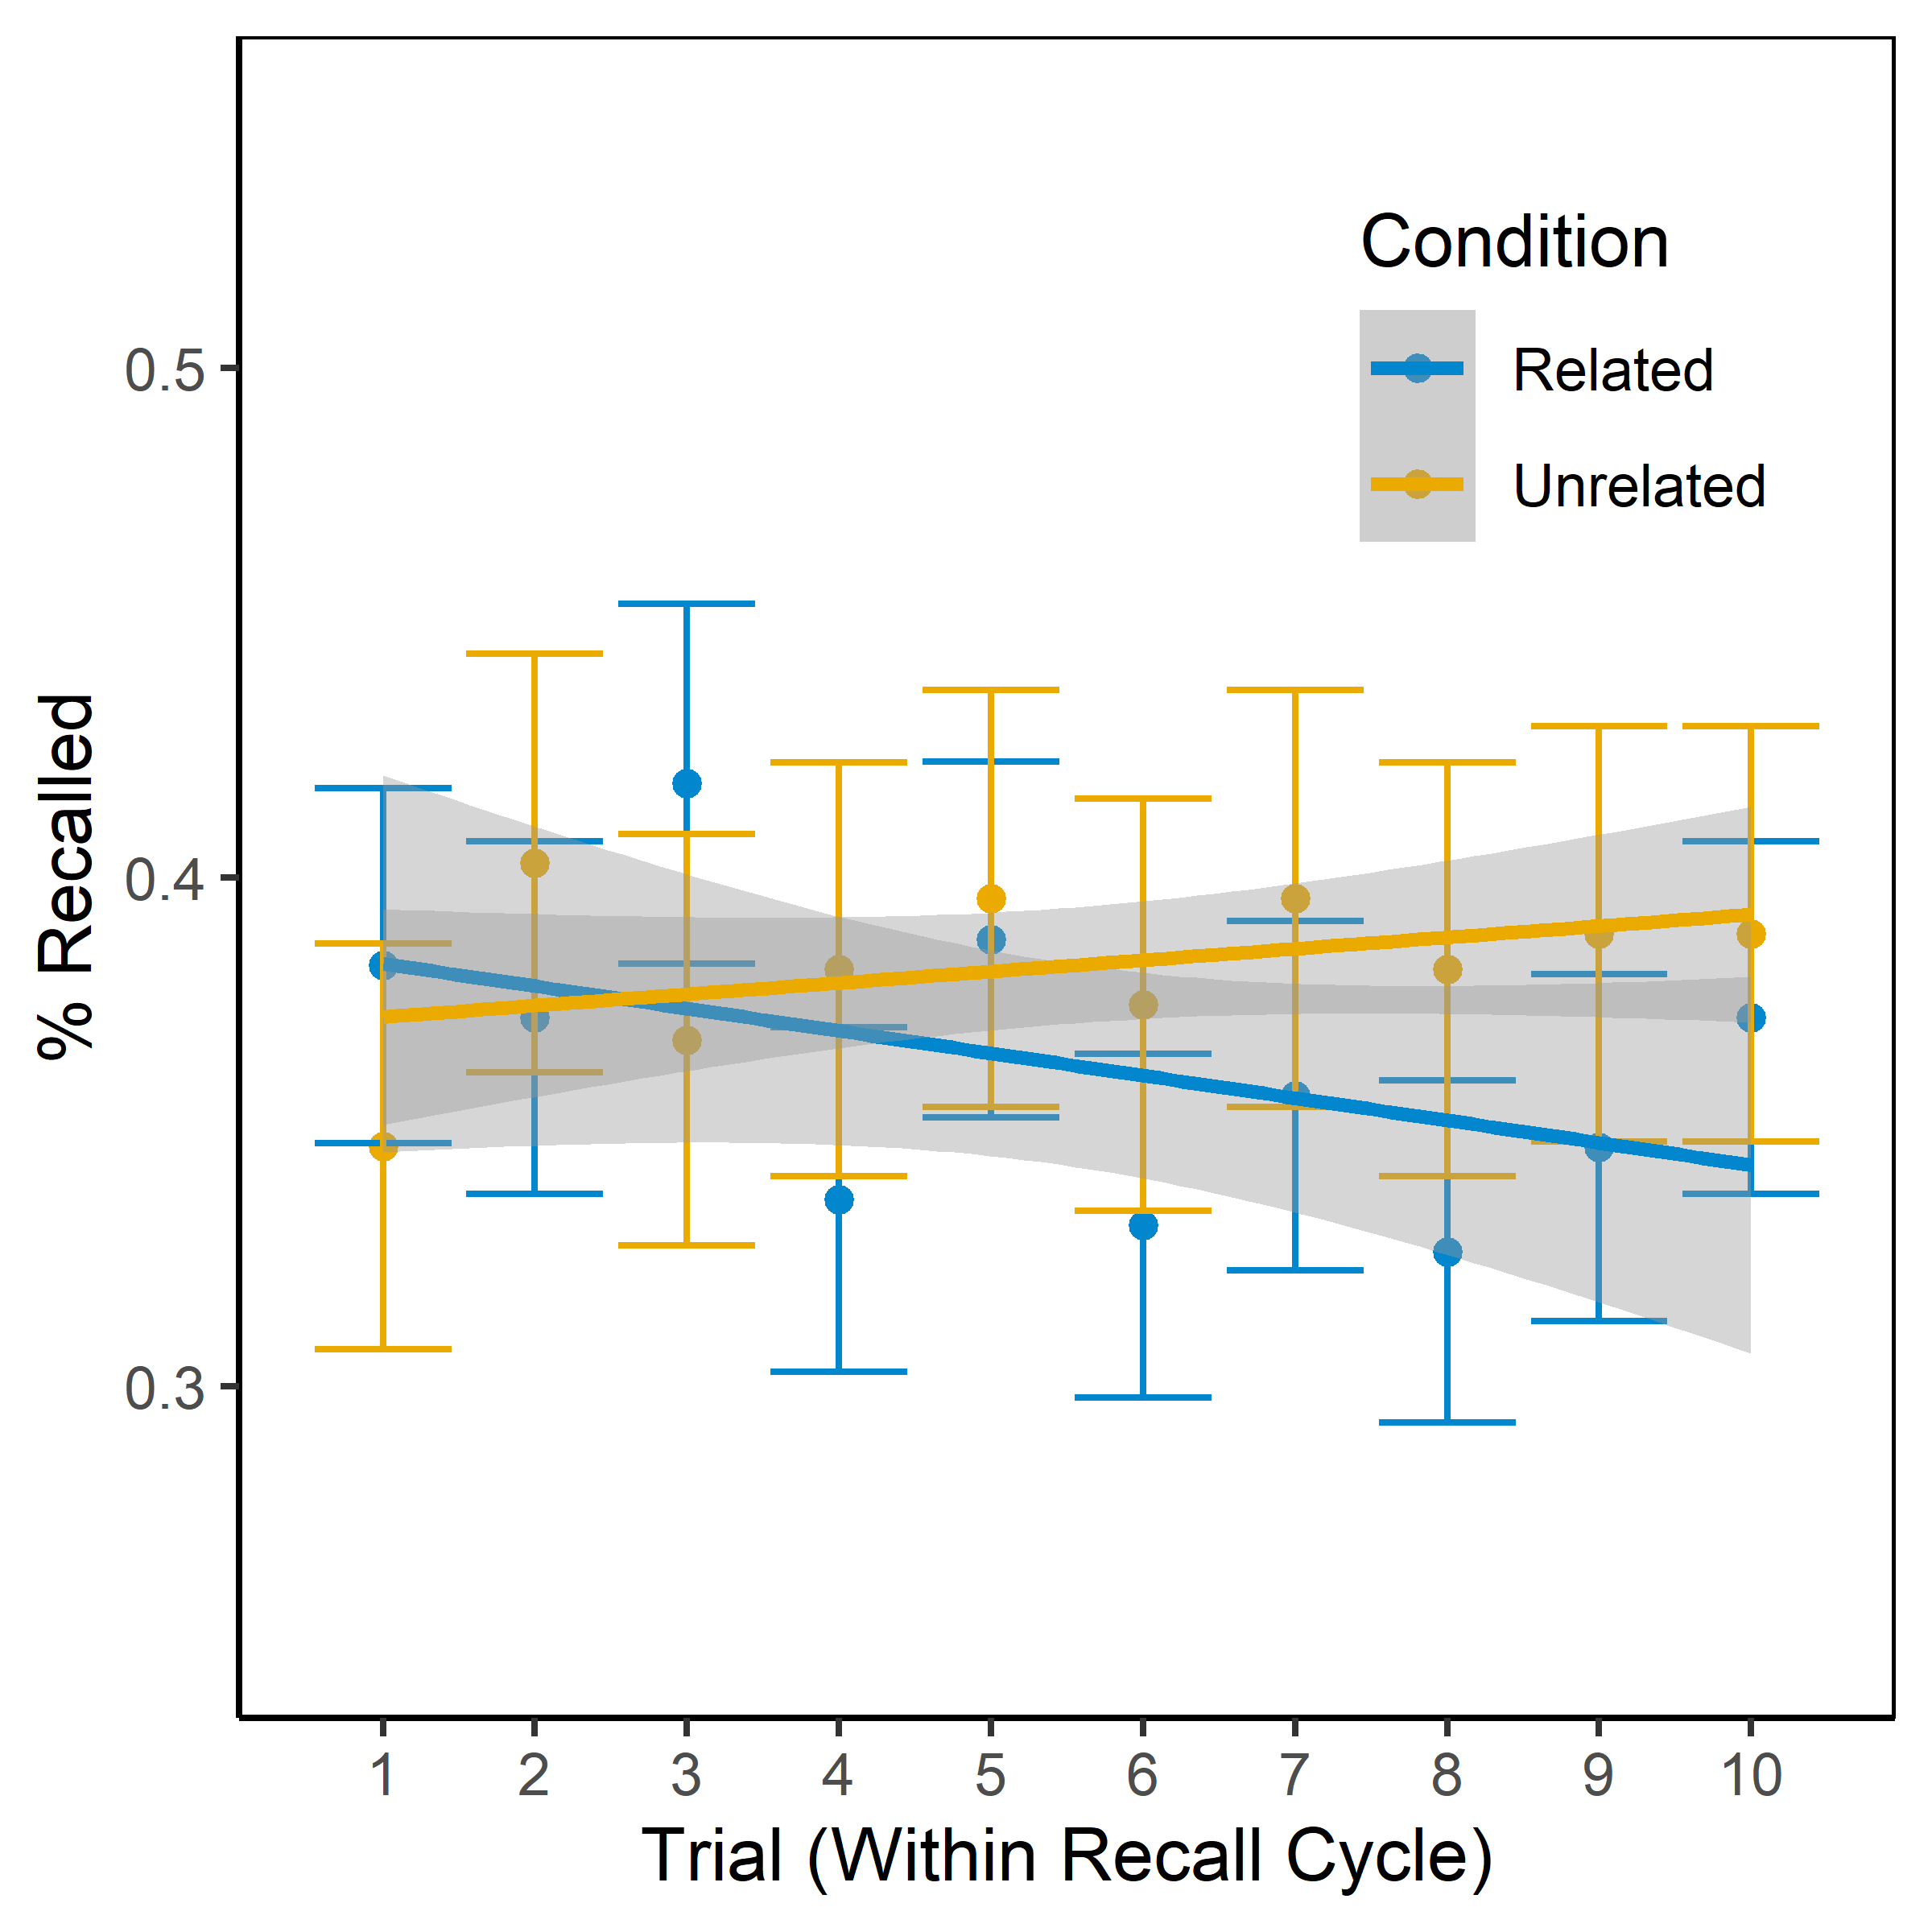 Condition
Related
Unrelated
% Recalled
0.5
0.4
0.3
1 2 3 4 5 6 7 8 9 10
Trial (Within Recall Cycle)